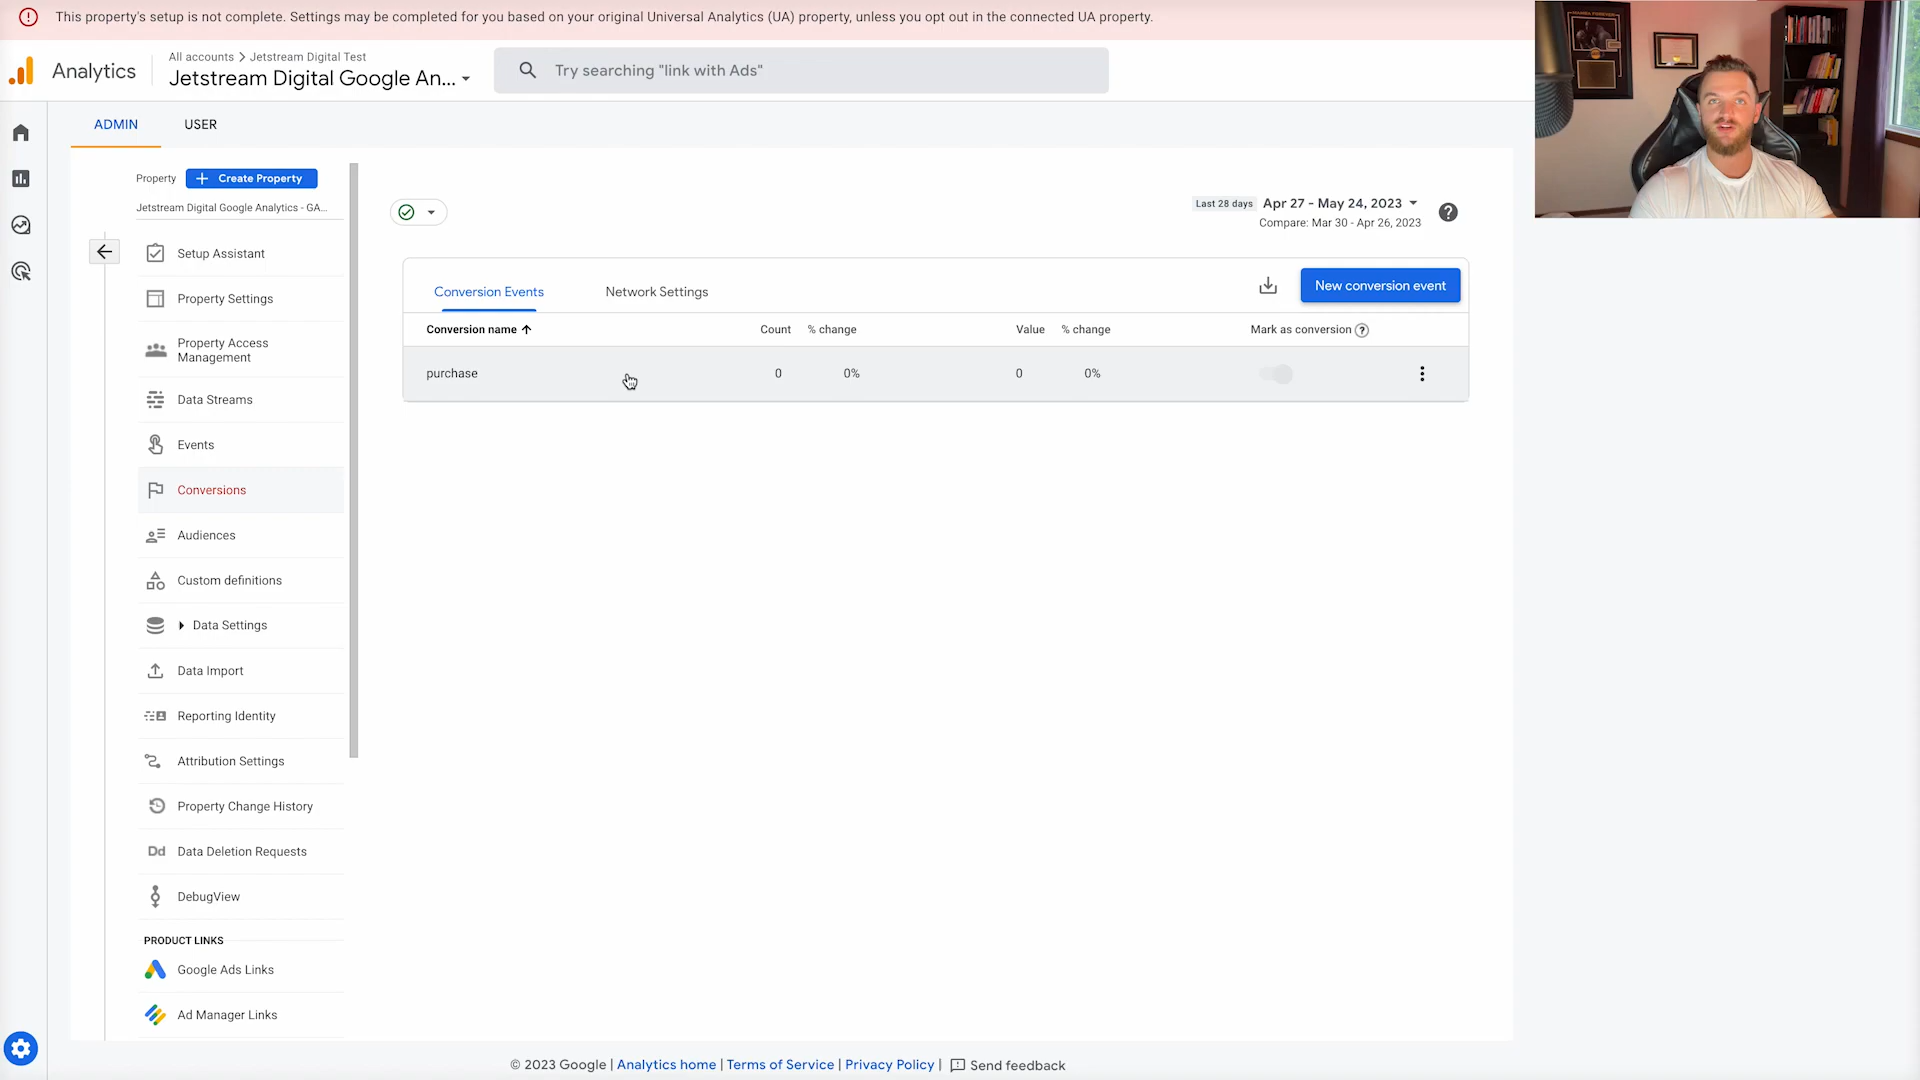 This property's setup is not complete. Settings may be completed for you based on your original Universal Analytics (UA) property, unless you opt out in the connected UA property.
Analytics
All accounts > Jetstream Digital Test
Jetstream Digital Google An...
Try searching "link with Ads"
ADMIN
USER
Property
+ Create Property
Jetstream Digital Google Analytics - GA...
Setup Assistant
Property Settings
Property Access
Management
Data Streams
Events
Conversions
Audiences
Custom definitions
Data Settings
Data Import
Reporting Identity
Attribution Settings
Property Change History
Dd Data Deletion Requests
DebugView
PRODUCT LINKS
Google Ads Links
Ad Manager Links
Last 28 days Apr 27 - May 24, 2023
Compare: Mar 30 - Apr 26, 2023
Conversion Events
Network Settings
New conversion event
Conversion name Count % change Value % change Mark as conversion
purchase 0 0% 0 0%
© 2023 Google | Analytics home | Terms of Service | Privacy Policy | Send feedback